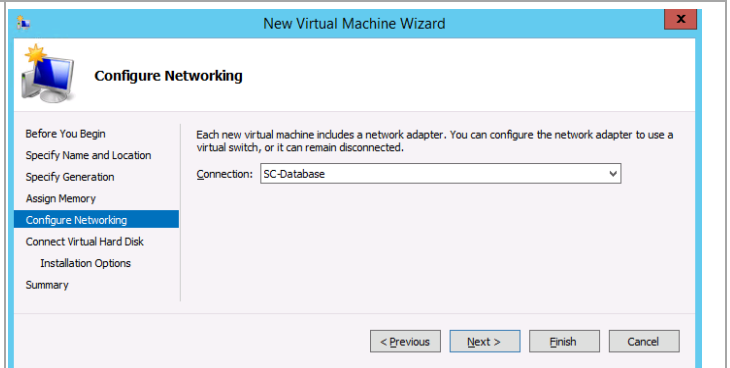 New Virtual Machine Wizard
x
Configure Networking
Before You Begin
Specify Name and Location
Specify Generation
Assign Memory
Configure Networking
Connect Virtual Hard Disk
Installation Options
Summary
Each new virtual machine includes a network adapter. You can configure the network adapter to use a
virtual switch, or it can remain disconnected.
Connection: SC-Database
< Previous Next > Finish Cancel